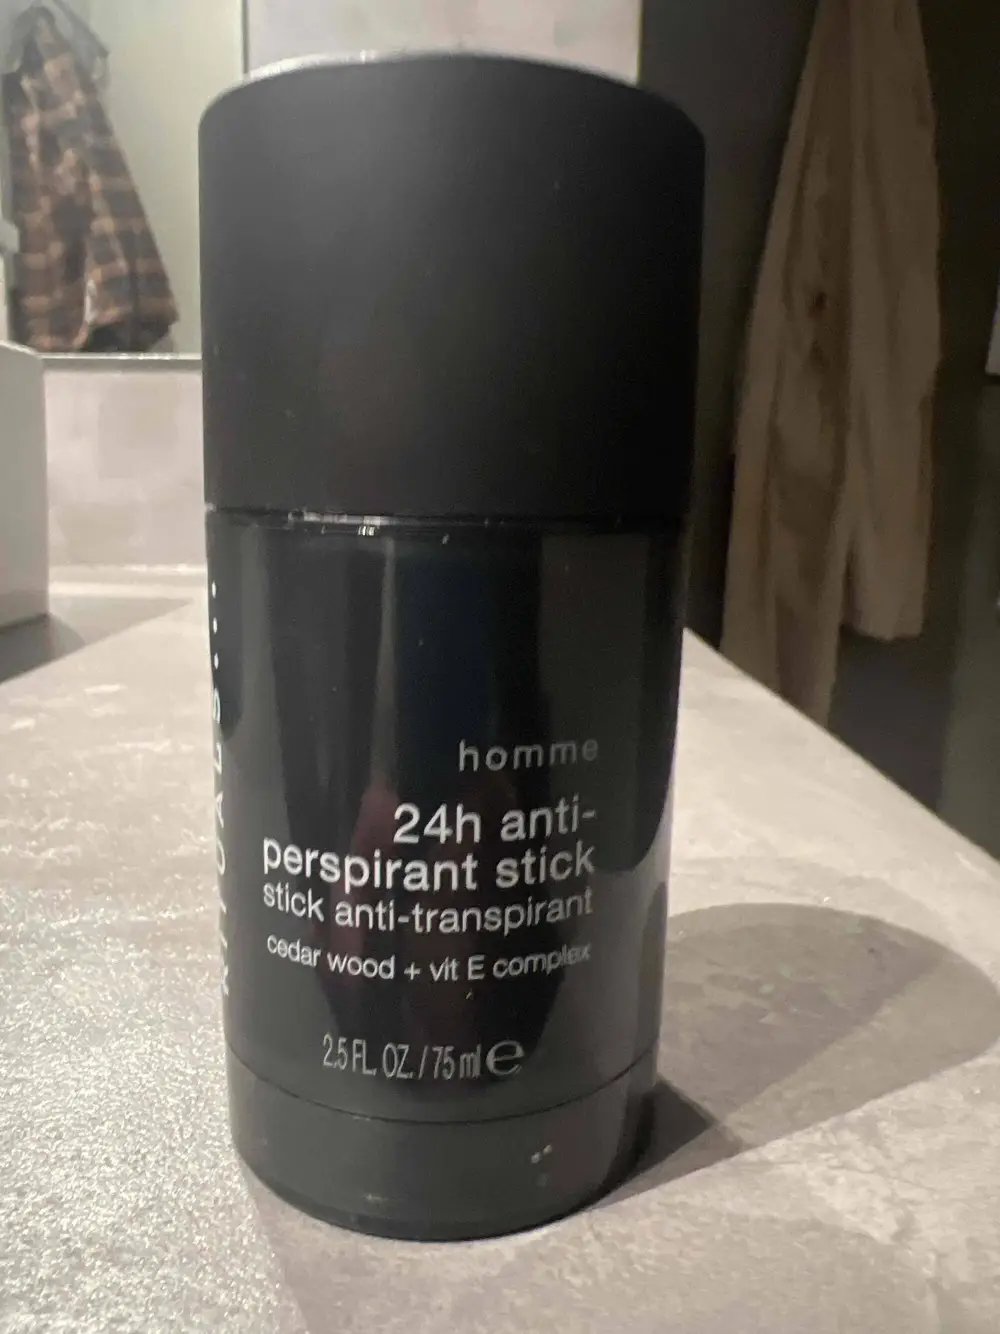 RITUALS...
homme
24h anti-
perspirant stick
stick anti-transpirant
cedar wood + vit E complex
2.5 FL. OZ. / 75 ml e